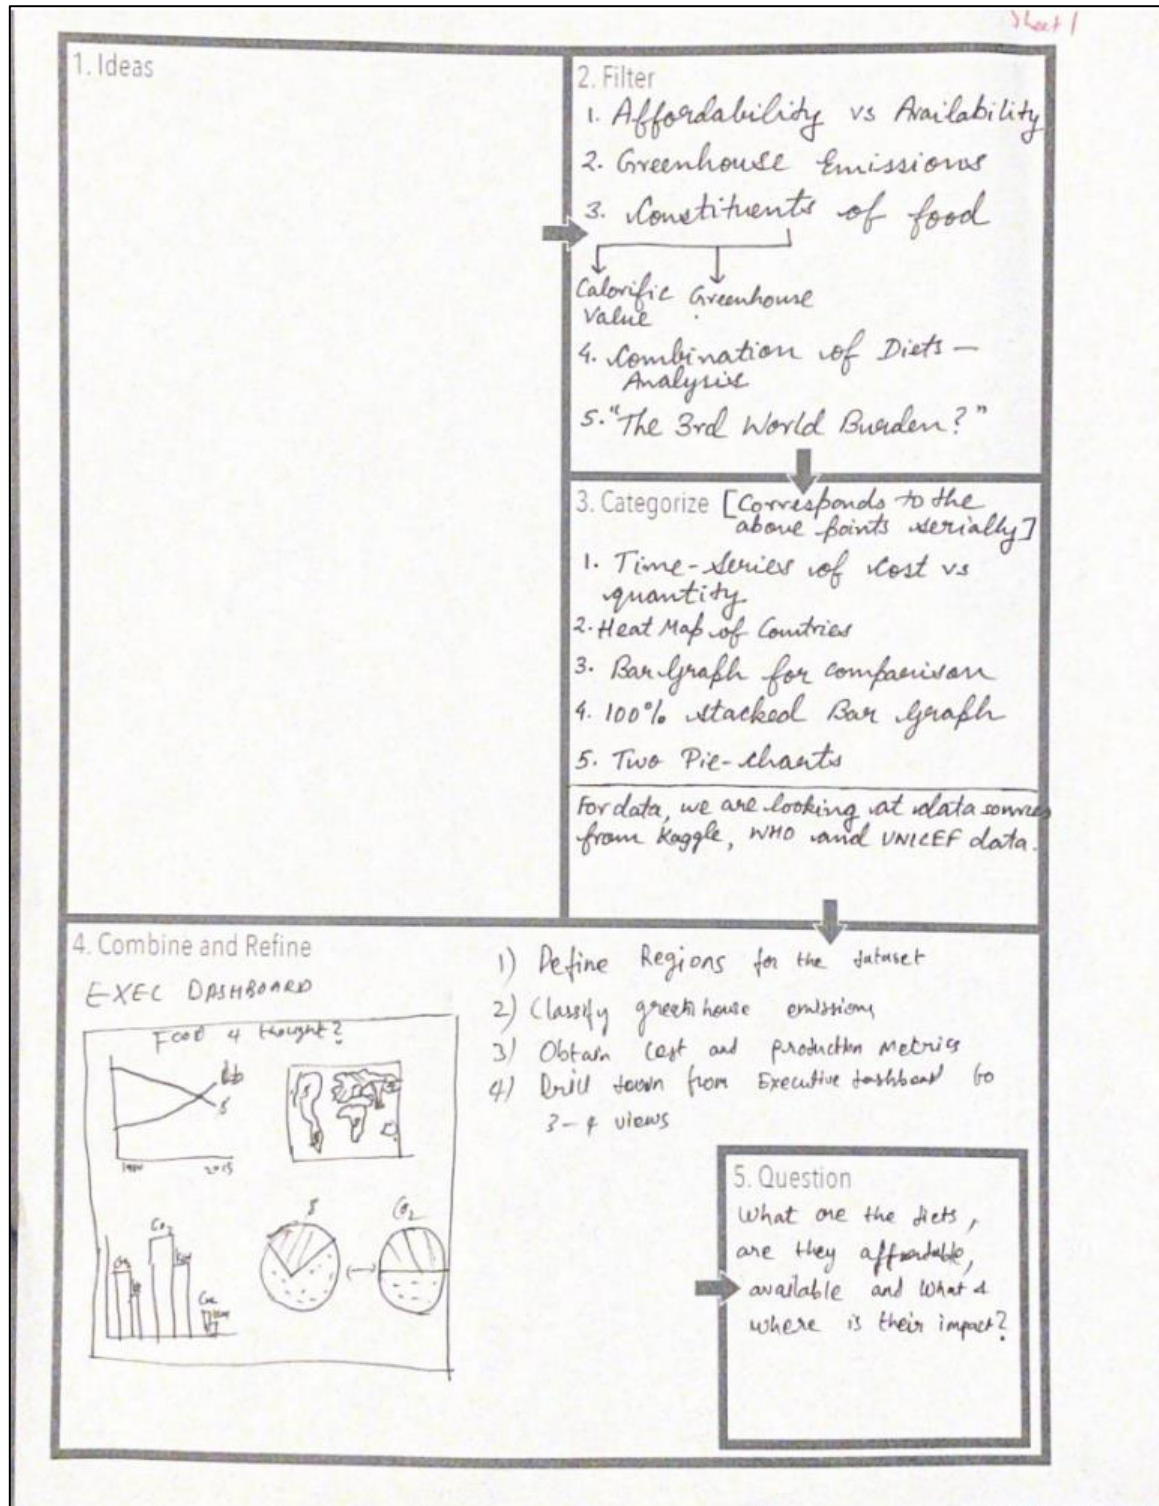 Sheet 1
1. Ideas
2. Filter
1. Affordability vs Availability
2. Greenhouse Emissions
3. Constituents of food
Calorific Greenhouse
Value
4. Combination of Diets —
Analysis
5. "The 3rd World Burden?"
3. Categorize [Corresponds to the
above points serially]
1. Time-series of Cost vs
quantity
2. Heat Map of Countries
3. Bar Graph for comparison
4. 100% stacked Bar Graph
5. Two Pie-charts
For data, we are looking at data sources
from Kaggle, WHO and UNICEF data.
4. Combine and Refine
EXEC DASHBOARD
Food 4 thought?
$
2015
CO2
$
CO2
1) Define Regions for the dataset
2) Classify greenhouse emissions
3) Obtain Cost and production metrics
4) Drill down from Executive dashboard to
3-4 views
5. Question
What are the diets,
are they affordable,
available and What &
where is their impact?